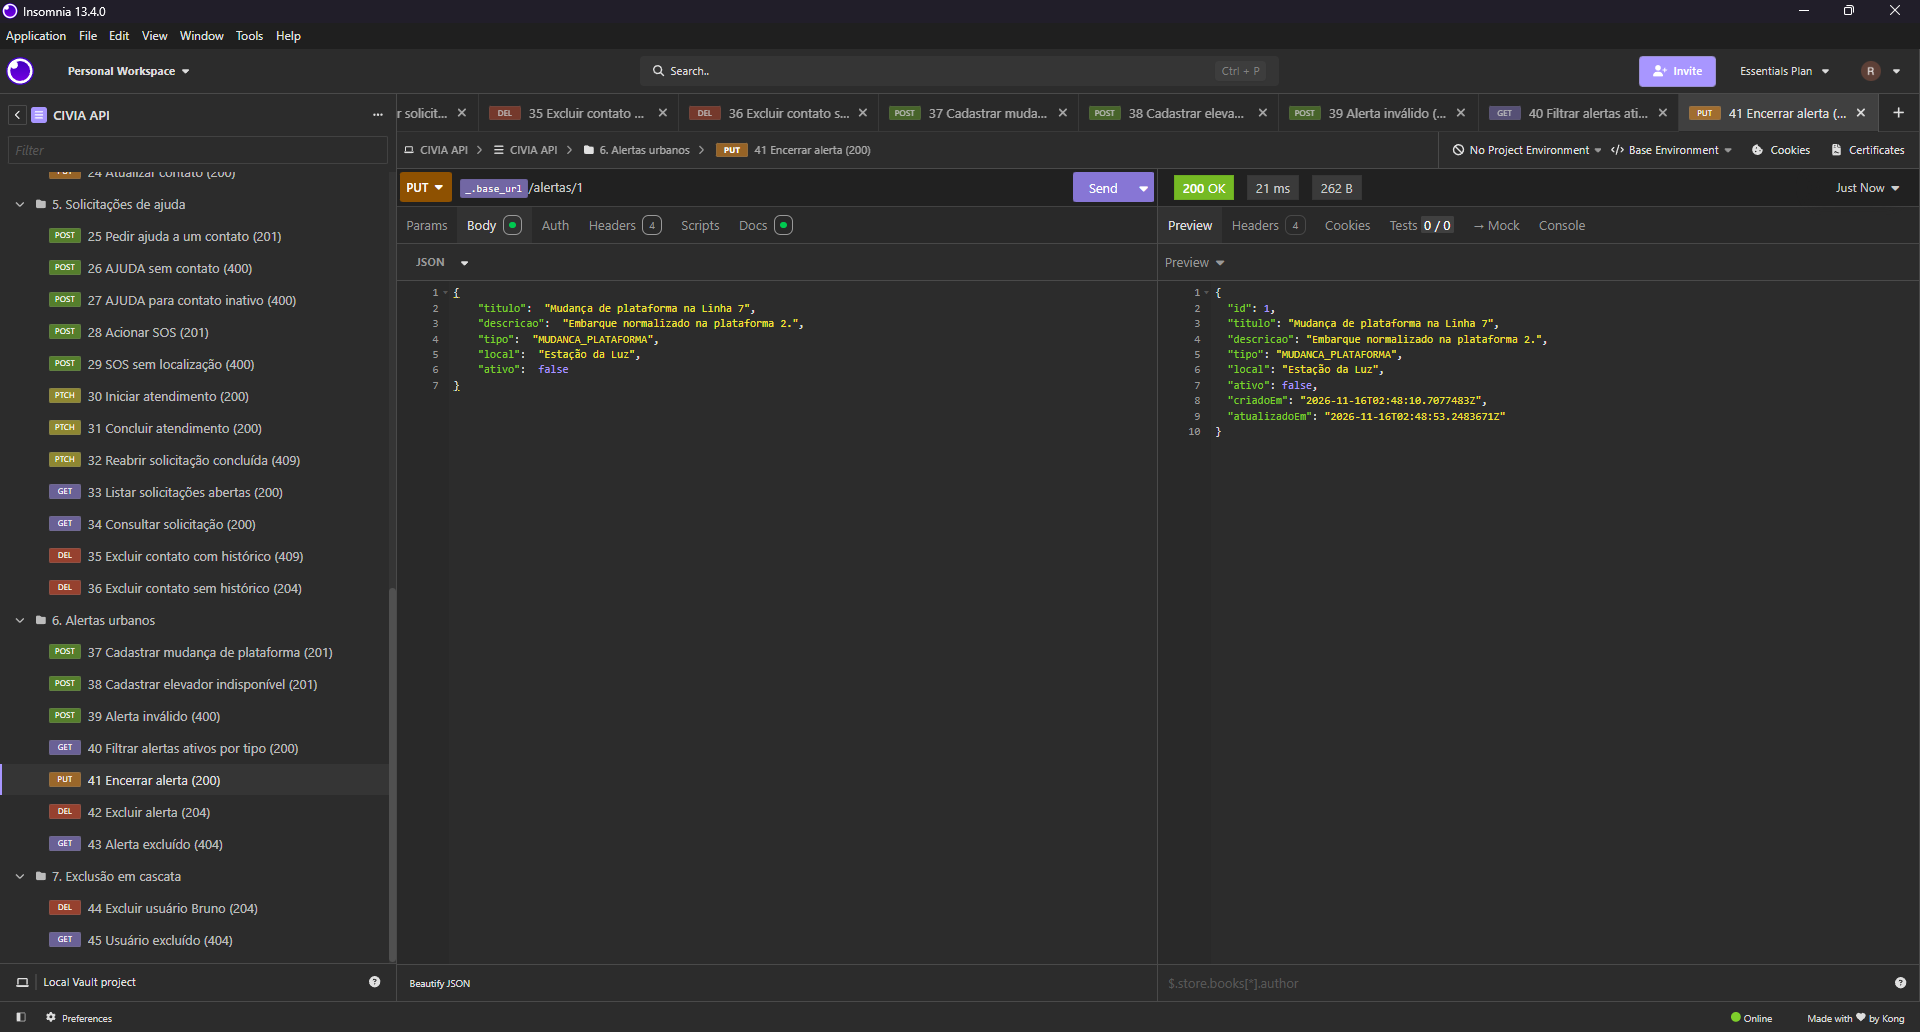 Insomnia 13.4.0
Application File Edit View Window Tools Help
Personal Workspace
Search..
Ctrl + P
Invite
Essentials Plan
R
CIVIA API
r solicit...
DEL 35 Excluir contato ...
DEL 36 Excluir contato s...
POST 37 Cadastrar muda...
POST 38 Cadastrar eleva...
POST 39 Alerta inválido (...
GET 40 Filtrar alertas ati...
PUT 41 Encerrar alerta (...
Filter
CIVIA API
CIVIA API
6. Alertas urbanos
PUT 41 Encerrar alerta (200)
No Project Environment
Base Environment
Cookies
Certificates
24 Atualizar contato (200)
5. Solicitações de ajuda
POST 25 Pedir ajuda a um contato (201)
POST 26 AJUDA sem contato (400)
POST 27 AJUDA para contato inativo (400)
POST 28 Acionar SOS (201)
POST 29 SOS sem localização (400)
PTCH 30 Iniciar atendimento (200)
PTCH 31 Concluir atendimento (200)
PTCH 32 Reabrir solicitação concluída (409)
GET 33 Listar solicitações abertas (200)
GET 34 Consultar solicitação (200)
DEL 35 Excluir contato com histórico (409)
DEL 36 Excluir contato sem histórico (204)
6. Alertas urbanos
POST 37 Cadastrar mudança de plataforma (201)
POST 38 Cadastrar elevador indisponível (201)
POST 39 Alerta inválido (400)
GET 40 Filtrar alertas ativos por tipo (200)
PUT 41 Encerrar alerta (200)
DEL 42 Excluir alerta (204)
GET 43 Alerta excluído (404)
7. Exclusão em cascata
DEL 44 Excluir usuário Bruno (204)
GET 45 Usuário excluído (404)
Local Vault project
PUT _.base_url /alertas/1
Send
Params Body Auth Headers 4 Scripts Docs
JSON
1 {
2 "titulo": "Mudança de plataforma na Linha 7",
3 "descricao": "Embarque normalizado na plataforma 2.",
4 "tipo": "MUDANCA_PLATAFORMA",
5 "local": "Estação da Luz",
6 "ativo": false
7 }
Beautify JSON
200 OK 21 ms 262 B
Just Now
Preview Headers 4 Cookies Tests 0 / 0 → Mock Console
Preview
1 {
2 "id": 1,
3 "titulo": "Mudança de plataforma na Linha 7",
4 "descricao": "Embarque normalizado na plataforma 2.",
5 "tipo": "MUDANCA_PLATAFORMA",
6 "local": "Estação da Luz",
7 "ativo": false,
8 "criadoEm": "2026-11-16T02:48:10.7077483Z",
9 "atualizadoEm": "2026-11-16T02:48:53.2483671Z"
10 }
$.store.books[*].author
Preferences
Online
Made with ❤ by Kong